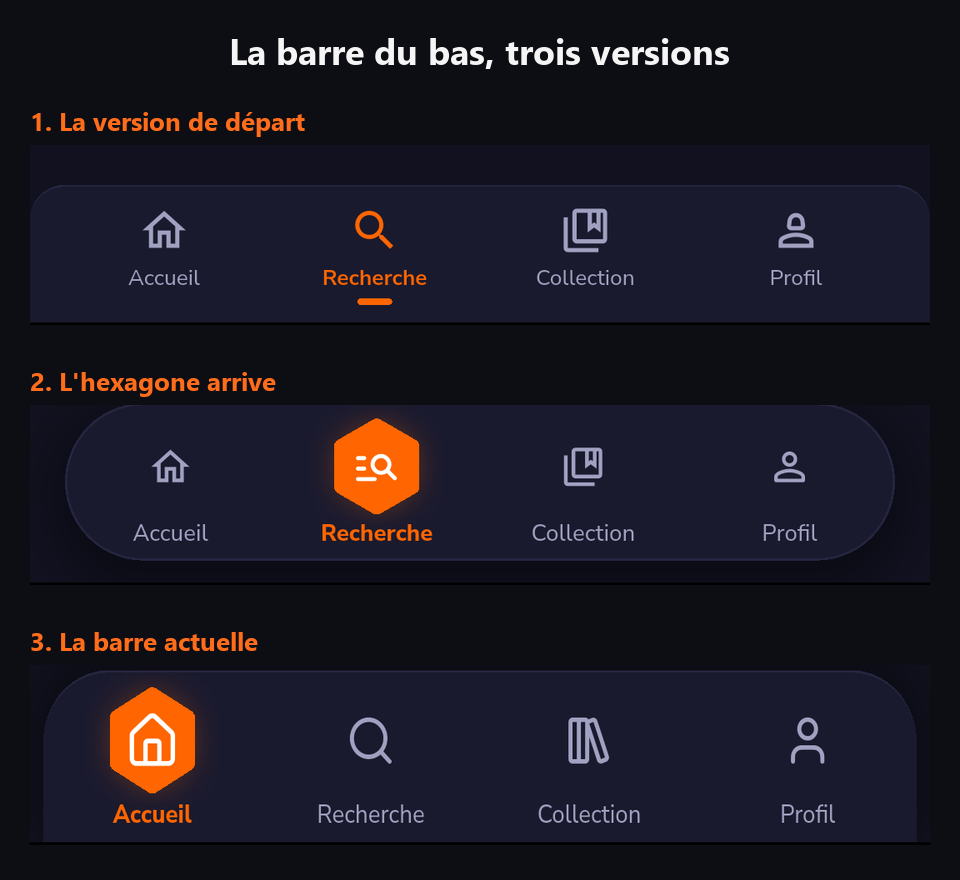 La barre du bas, trois versions
1. La version de départ
Accueil Recherche Collection Profil
2. L'hexagone arrive
Accueil Recherche Collection Profil
3. La barre actuelle
Accueil Recherche Collection Profil